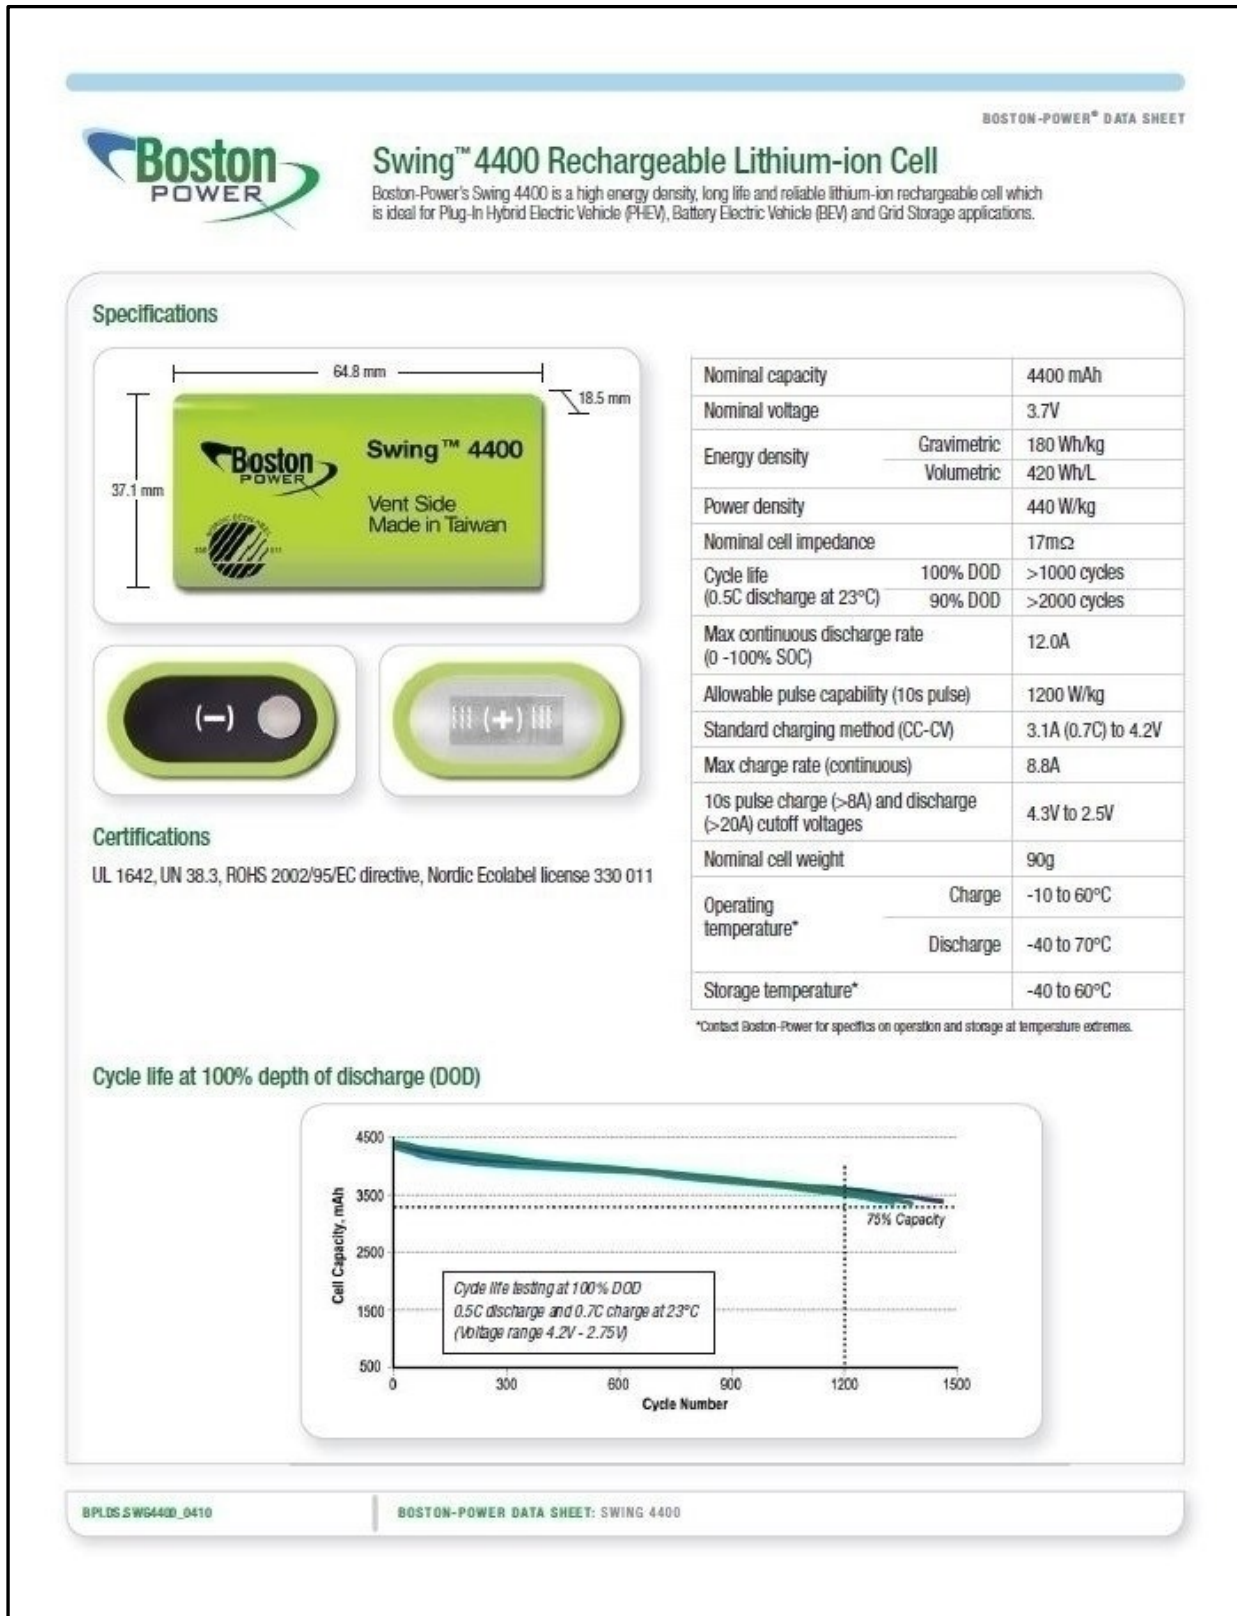 BOSTON-POWER® DATA SHEET
Boston
POWER
Swing™ 4400 Rechargeable Lithium-ion Cell
Boston-Power's Swing 4400 is a high energy density, long life and reliable lithium-ion rechargeable cell which
is ideal for Plug-In Hybrid Electric Vehicle (PHEV), Battery Electric Vehicle (BEV) and Grid Storage applications.
Specifications
64.8 mm
18.5 mm
37.1 mm
Boston
POWER
Swing™ 4400
Vent Side
Made in Taiwan
NORDIC ECOLABEL
330 011
(–)
(+)
Certifications
UL 1642, UN 38.3, ROHS 2002/95/EC directive, Nordic Ecolabel license 330 011
Nominal capacity 4400 mAh
Nominal voltage 3.7V
Energy density Gravimetric 180 Wh/kg
Volumetric 420 Wh/L
Power density 440 W/kg
Nominal cell impedance 17mΩ
Cycle life 100% DOD >1000 cycles
(0.5C discharge at 23°C) 90% DOD >2000 cycles
Max continuous discharge rate
(0 -100% SOC) 12.0A
Allowable pulse capability (10s pulse) 1200 W/kg
Standard charging method (CC-CV) 3.1A (0.7C) to 4.2V
Max charge rate (continuous) 8.8A
10s pulse charge (>8A) and discharge
(>20A) cutoff voltages 4.3V to 2.5V
Nominal cell weight 90g
Operating Charge -10 to 60°C
temperature* Discharge -40 to 70°C
Storage temperature* -40 to 60°C
*Contact Boston-Power for specifics on operation and storage at temperature extremes.
Cycle life at 100% depth of discharge (DOD)
Cell Capacity, mAh
4500
3500
2500
1500
500
75% Capacity
Cycle life testing at 100% DOD
0.5C discharge and 0.7C charge at 23°C
(Voltage range 4.2V - 2.75V)
0 300 600 900 1200 1500
Cycle Number
BPI.DS.SWG4400_0410
BOSTON-POWER DATA SHEET: SWING 4400